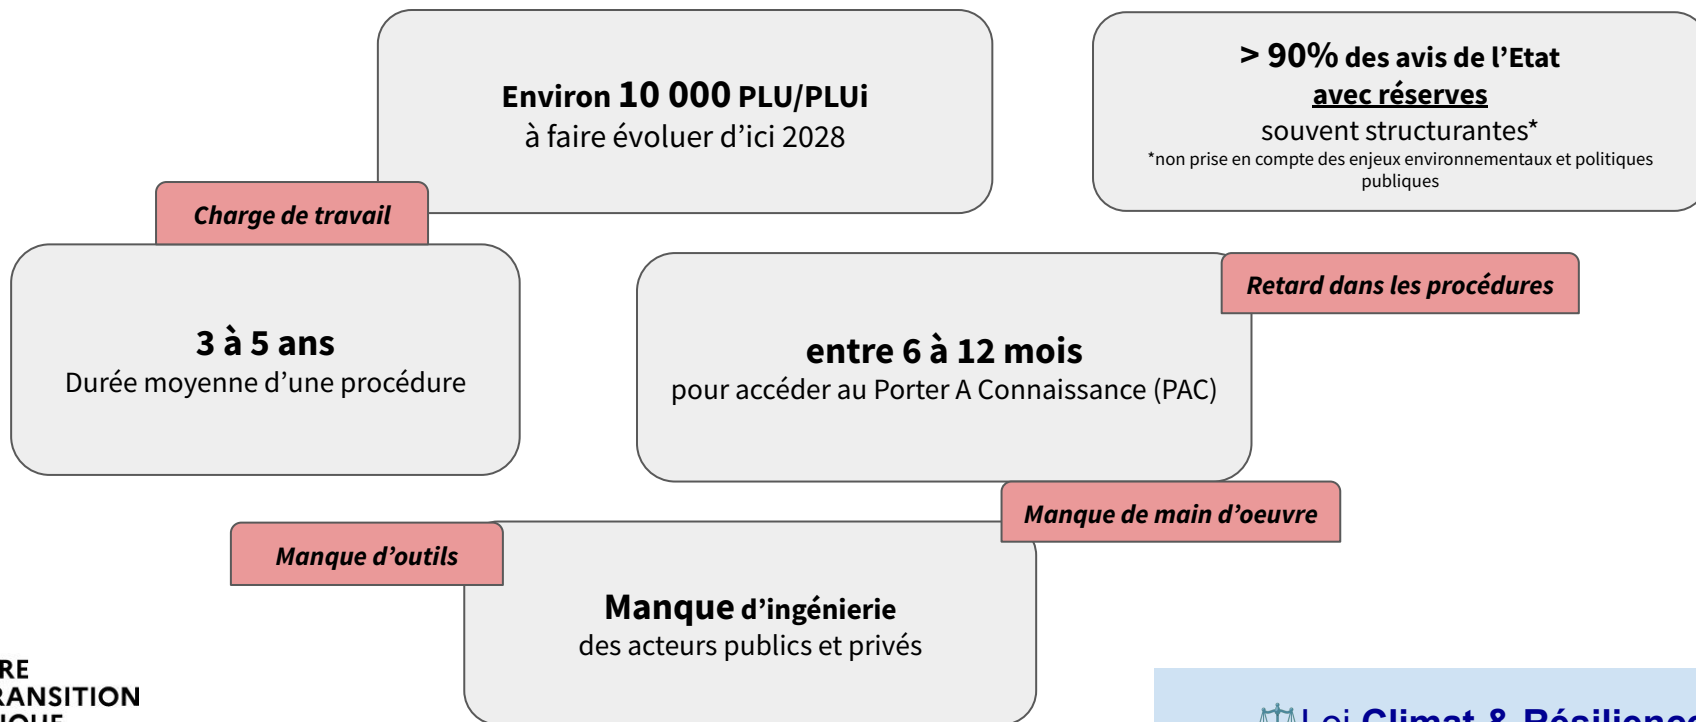 Environ 10 000 PLU/PLUi
à faire évoluer d'ici 2028
> 90% des avis de l'Etat
avec réserves
souvent structurantes*
*non prise en compte des enjeux environnementaux et politiques
publiques
Charge de travail
3 à 5 ans
Durée moyenne d'une procédure
Retard dans les procédures
entre 6 à 12 mois
pour accéder au Porter A Connaissance (PAC)
Manque de main d'oeuvre
Manque d'outils
Manque d'ingénierie
des acteurs publics et privés
RE
RANSITION
Loi Climat & Résilience